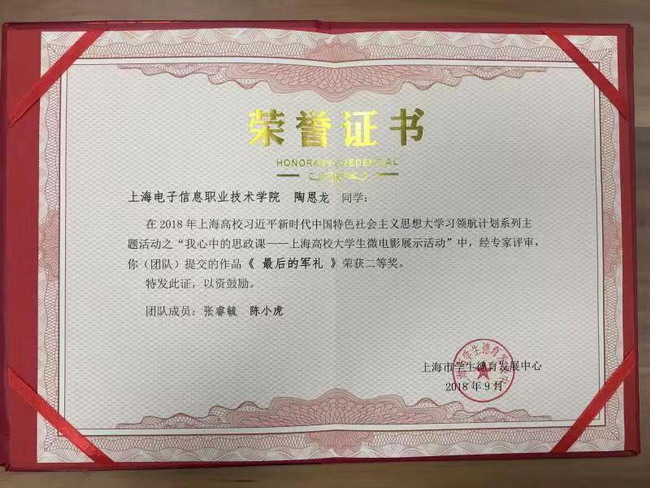 荣誉证书
HONORARY CREDENTIAL
上海电子信息职业技术学院 陶恩龙 同学：
在2018年上海高校习近平新时代中国特色社会主义思想大学习领航计划系列主
题活动之“我心中的思政课——上海高校大学生微电影展示活动”中，经专家评审，
你（团队）提交的作品《 最后的军礼 》荣获二等奖。
特发此证，以资鼓励。
团队成员：张睿毓 陈小虎
上海市学生德育发展中心
2018年9月